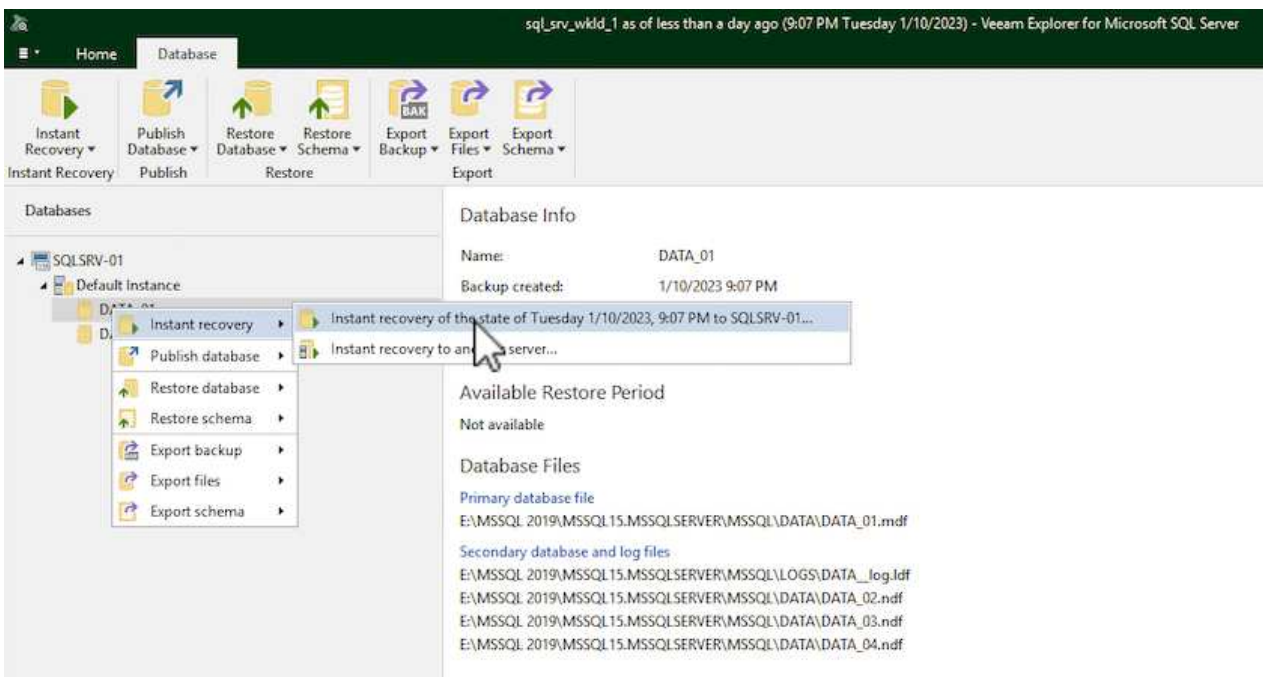 sql_srv_wkld_1 as of less than a day ago (9:07 PM Tuesday 1/10/2023) - Veeam Explorer for Microsoft SQL Server
Home Database
Instant Recovery Publish Database Restore Database Restore Schema Export Backup Export Files Export Schema
BAK
Instant Recovery Publish Restore Export
Databases
SQLSRV-01
Default Instance
Instant recovery
Publish database
Restore database
Restore schema
Export backup
Export files
Export schema
Instant recovery of the state of Tuesday 1/10/2023, 9:07 PM to SQLSRV-01...
Instant recovery to server...
Database Info
Name: DATA_01
Backup created: 1/10/2023 9:07 PM
Available Restore Period
Not available
Database Files
Primary database file
E:\MSSQL 2019\MSSQL15.MSSQLSERVER\MSSQL\DATA\DATA_01.mdf
Secondary database and log files
E:\MSSQL 2019\MSSQL15.MSSQLSERVER\MSSQL\LOGS\DATA__log.ldf
E:\MSSQL 2019\MSSQL15.MSSQLSERVER\MSSQL\DATA\DATA_02.ndf
E:\MSSQL 2019\MSSQL15.MSSQLSERVER\MSSQL\DATA\DATA_03.ndf
E:\MSSQL 2019\MSSQL15.MSSQLSERVER\MSSQL\DATA\DATA_04.ndf